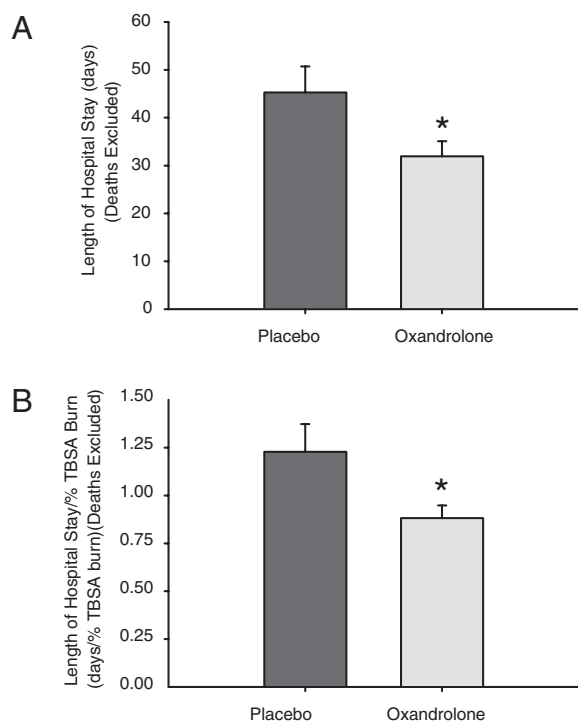 A
Length of Hospital Stay (days)
(Deaths Excluded)
60
50
40
30
20
10
0
*
Placebo
Oxandrolone
B
Length of Hospital Stay/% TBSA Burn
(days/% TBSA burn)(Deaths Excluded)
1.50
1.25
1.00
0.75
0.50
0.25
0.00
*
Placebo
Oxandrolone